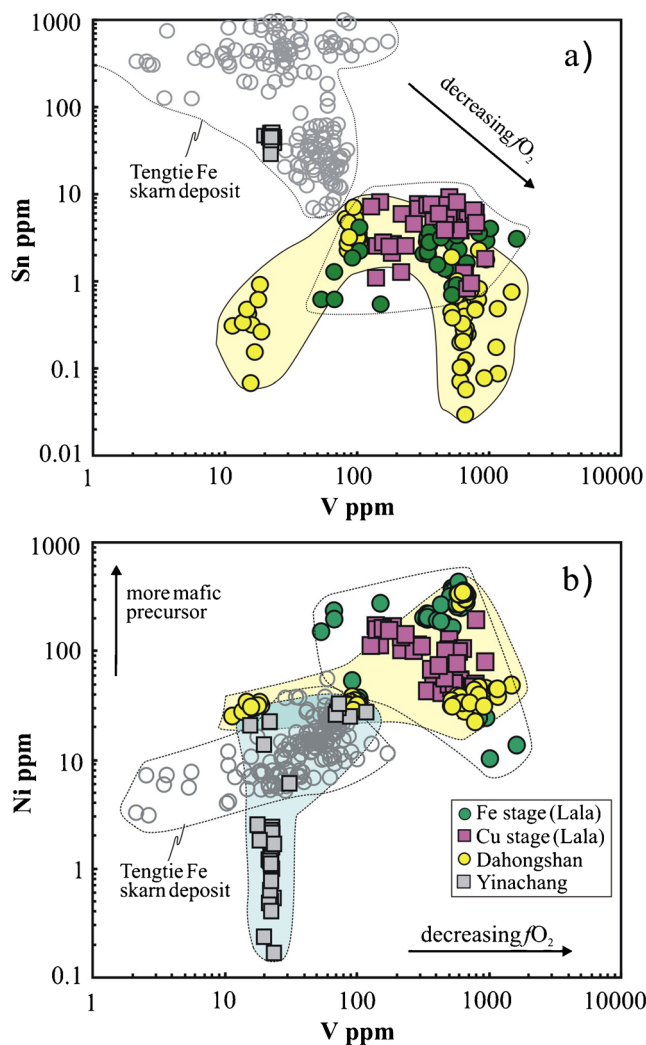 1000
100
10
1
0.1
0.01
Sn ppm
a)
decreasing fO2
Tengtie Fe
skarn deposit
1
10
100
1000
10000
V ppm
1000
100
10
1
0.1
Ni ppm
b)
more mafic
precursor
Tengtie Fe
skarn deposit
Fe stage (Lala)
Cu stage (Lala)
Dahongshan
Yinachang
decreasing fO2
1
10
100
1000
10000
V ppm